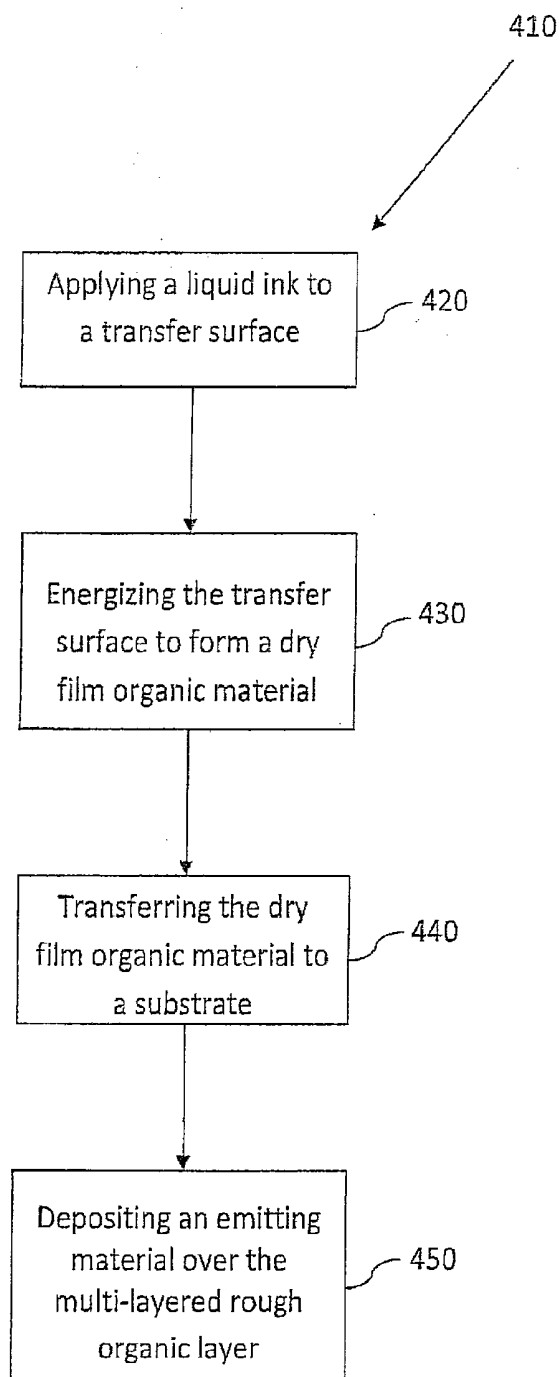 410
Applying a liquid ink to
a transfer surface
420
Energizing the transfer
surface to form a dry
film organic material
430
Transferring the dry
film organic material to
a substrate
440
Depositing an emitting
material over the
multi-layered rough
organic layer
450